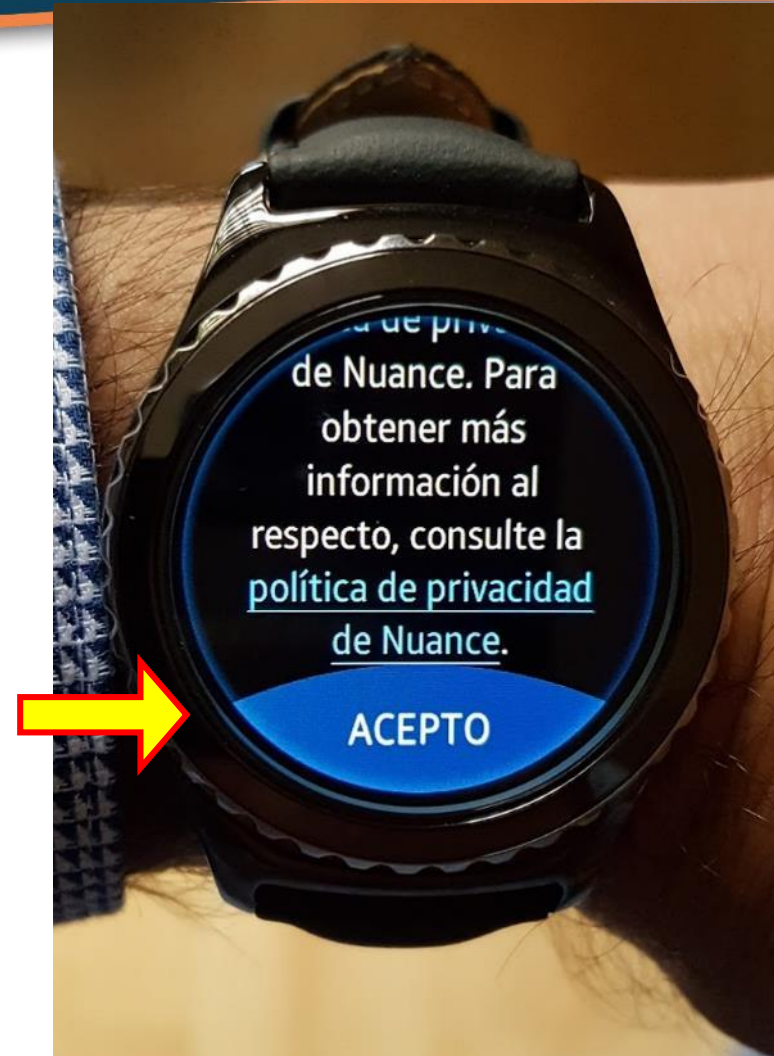 de Nuance. Para
obtener más
información al
respecto, consulte la
política de privacidad
de Nuance.
ACEPTO